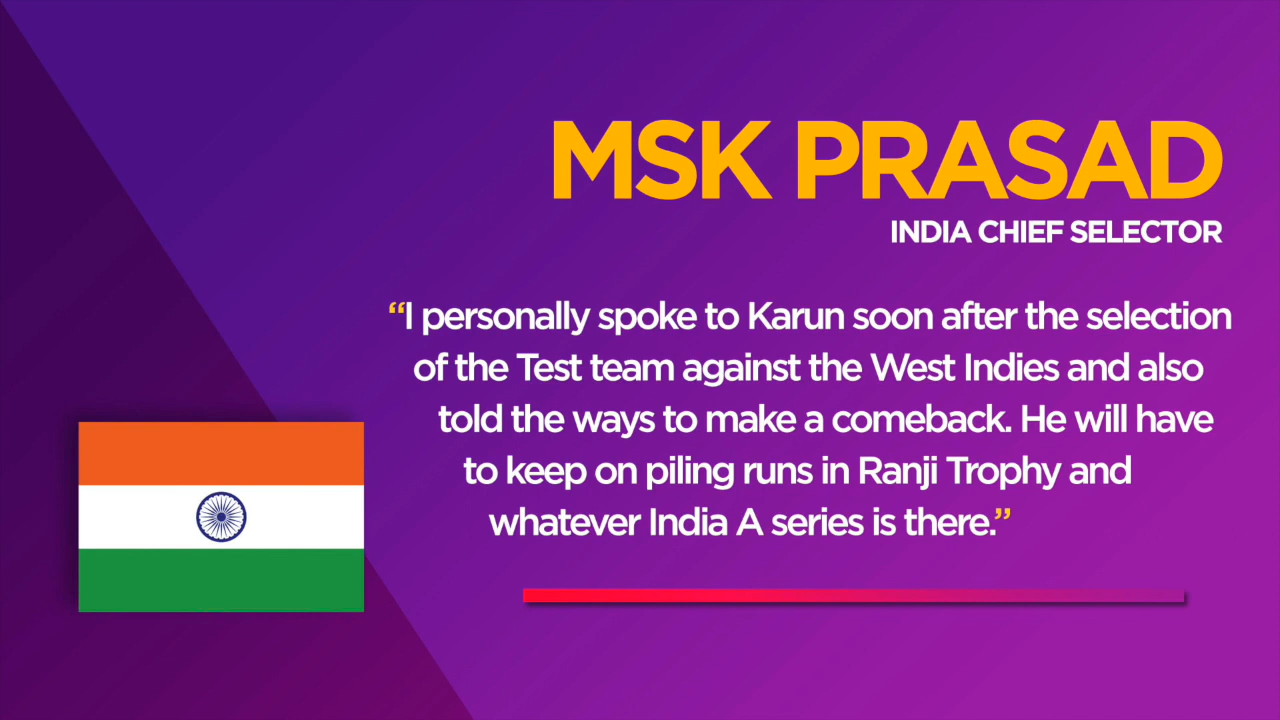 MSK PRASAD
INDIA CHIEF SELECTOR
“I personally spoke to Karun soon after the selection
of the Test team against the West Indies and also
told the ways to make a comeback. He will have
to keep on piling runs in Ranji Trophy and
whatever India A series is there.”